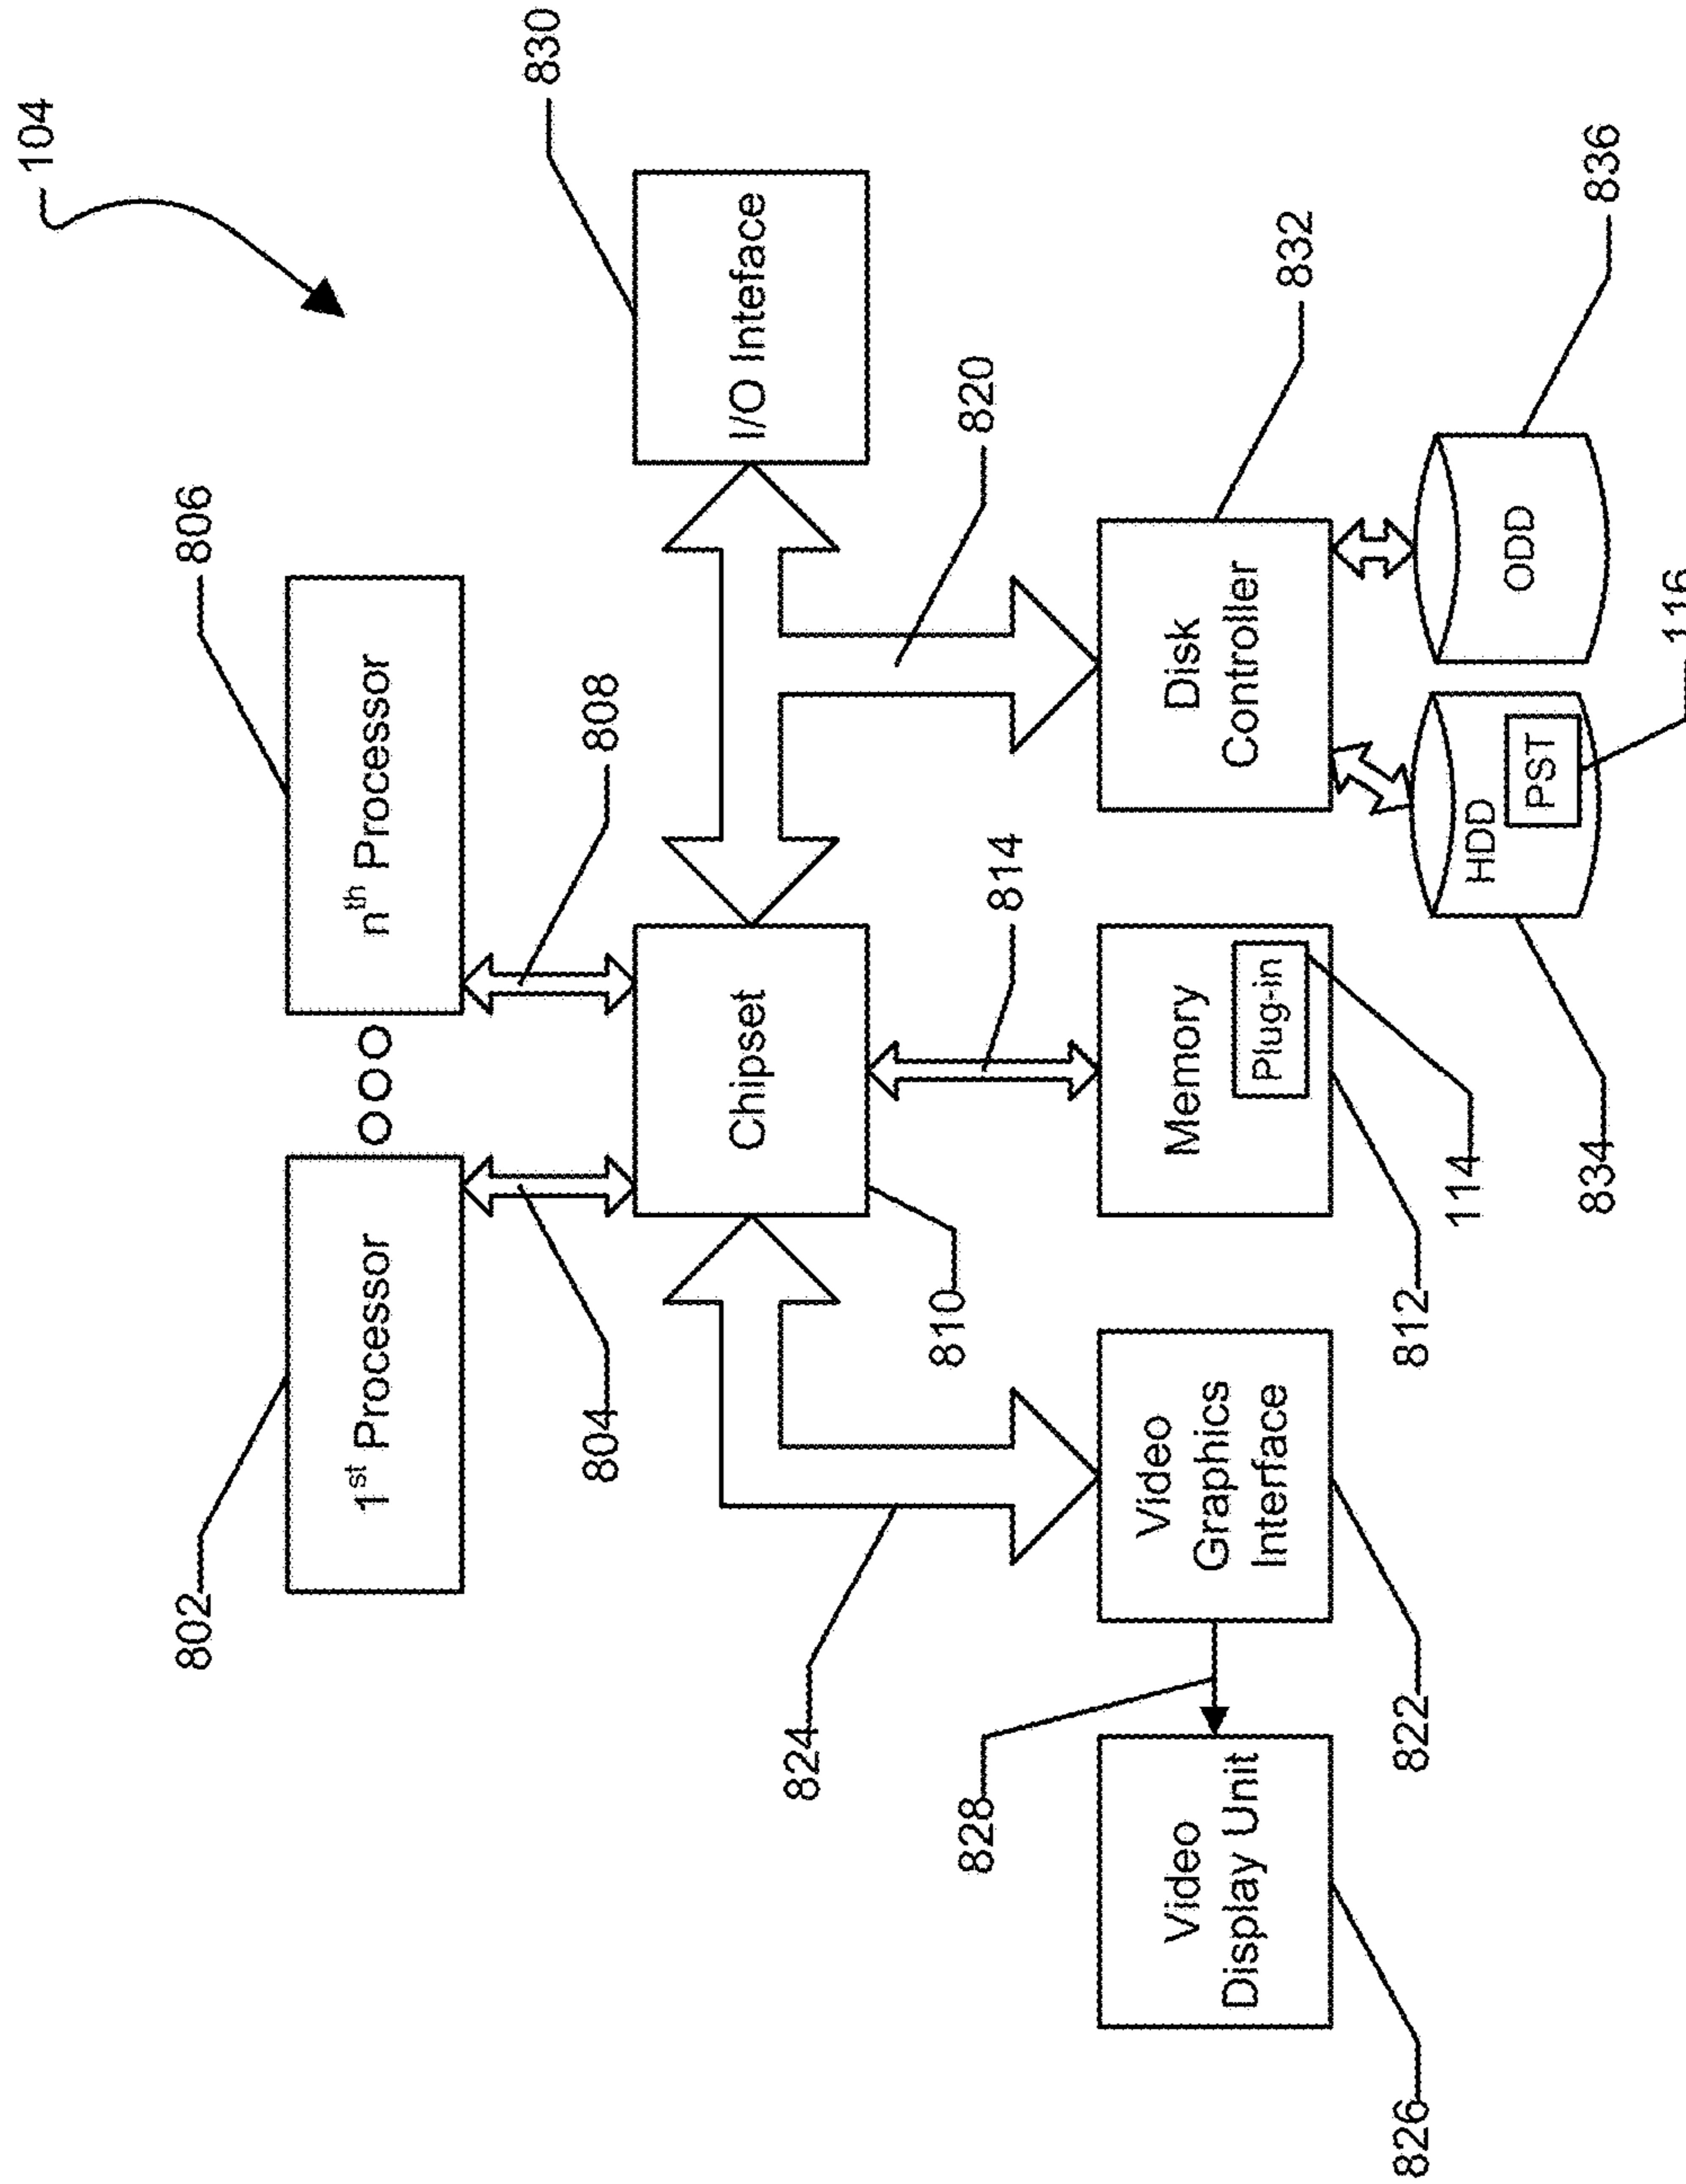 104
802
806
1st Processor
nth Processor
830
804
808
Chipset
I/O Inteface
824
810
828
814
820
Video
Display Unit
Video
Graphics
Interface
Memory
Plug-in
Disk
Controller
832
826
822
812
114
HDD
PST
ODD
834
836
116